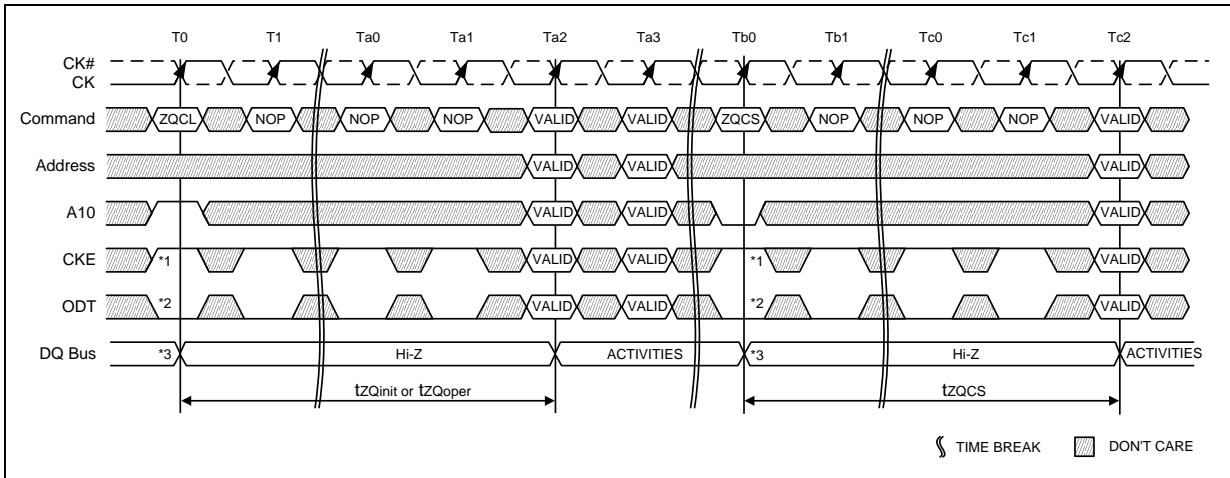 T0 T1 Ta0 Ta1 Ta2 Ta3 Tb0 Tb1 Tc0 Tc1 Tc2
CK#
CK
Command ZQCL NOP NOP NOP VALID VALID ZQCS NOP NOP NOP VALID
Address VALID VALID VALID
A10 VALID VALID VALID
CKE *1 VALID VALID *1 VALID
ODT *2 VALID VALID *2 VALID
DQ Bus *3 Hi-Z ACTIVITIES *3 Hi-Z ACTIVITIES
tZQinit or tZQoper tZQCS
TIME BREAK DON'T CARE